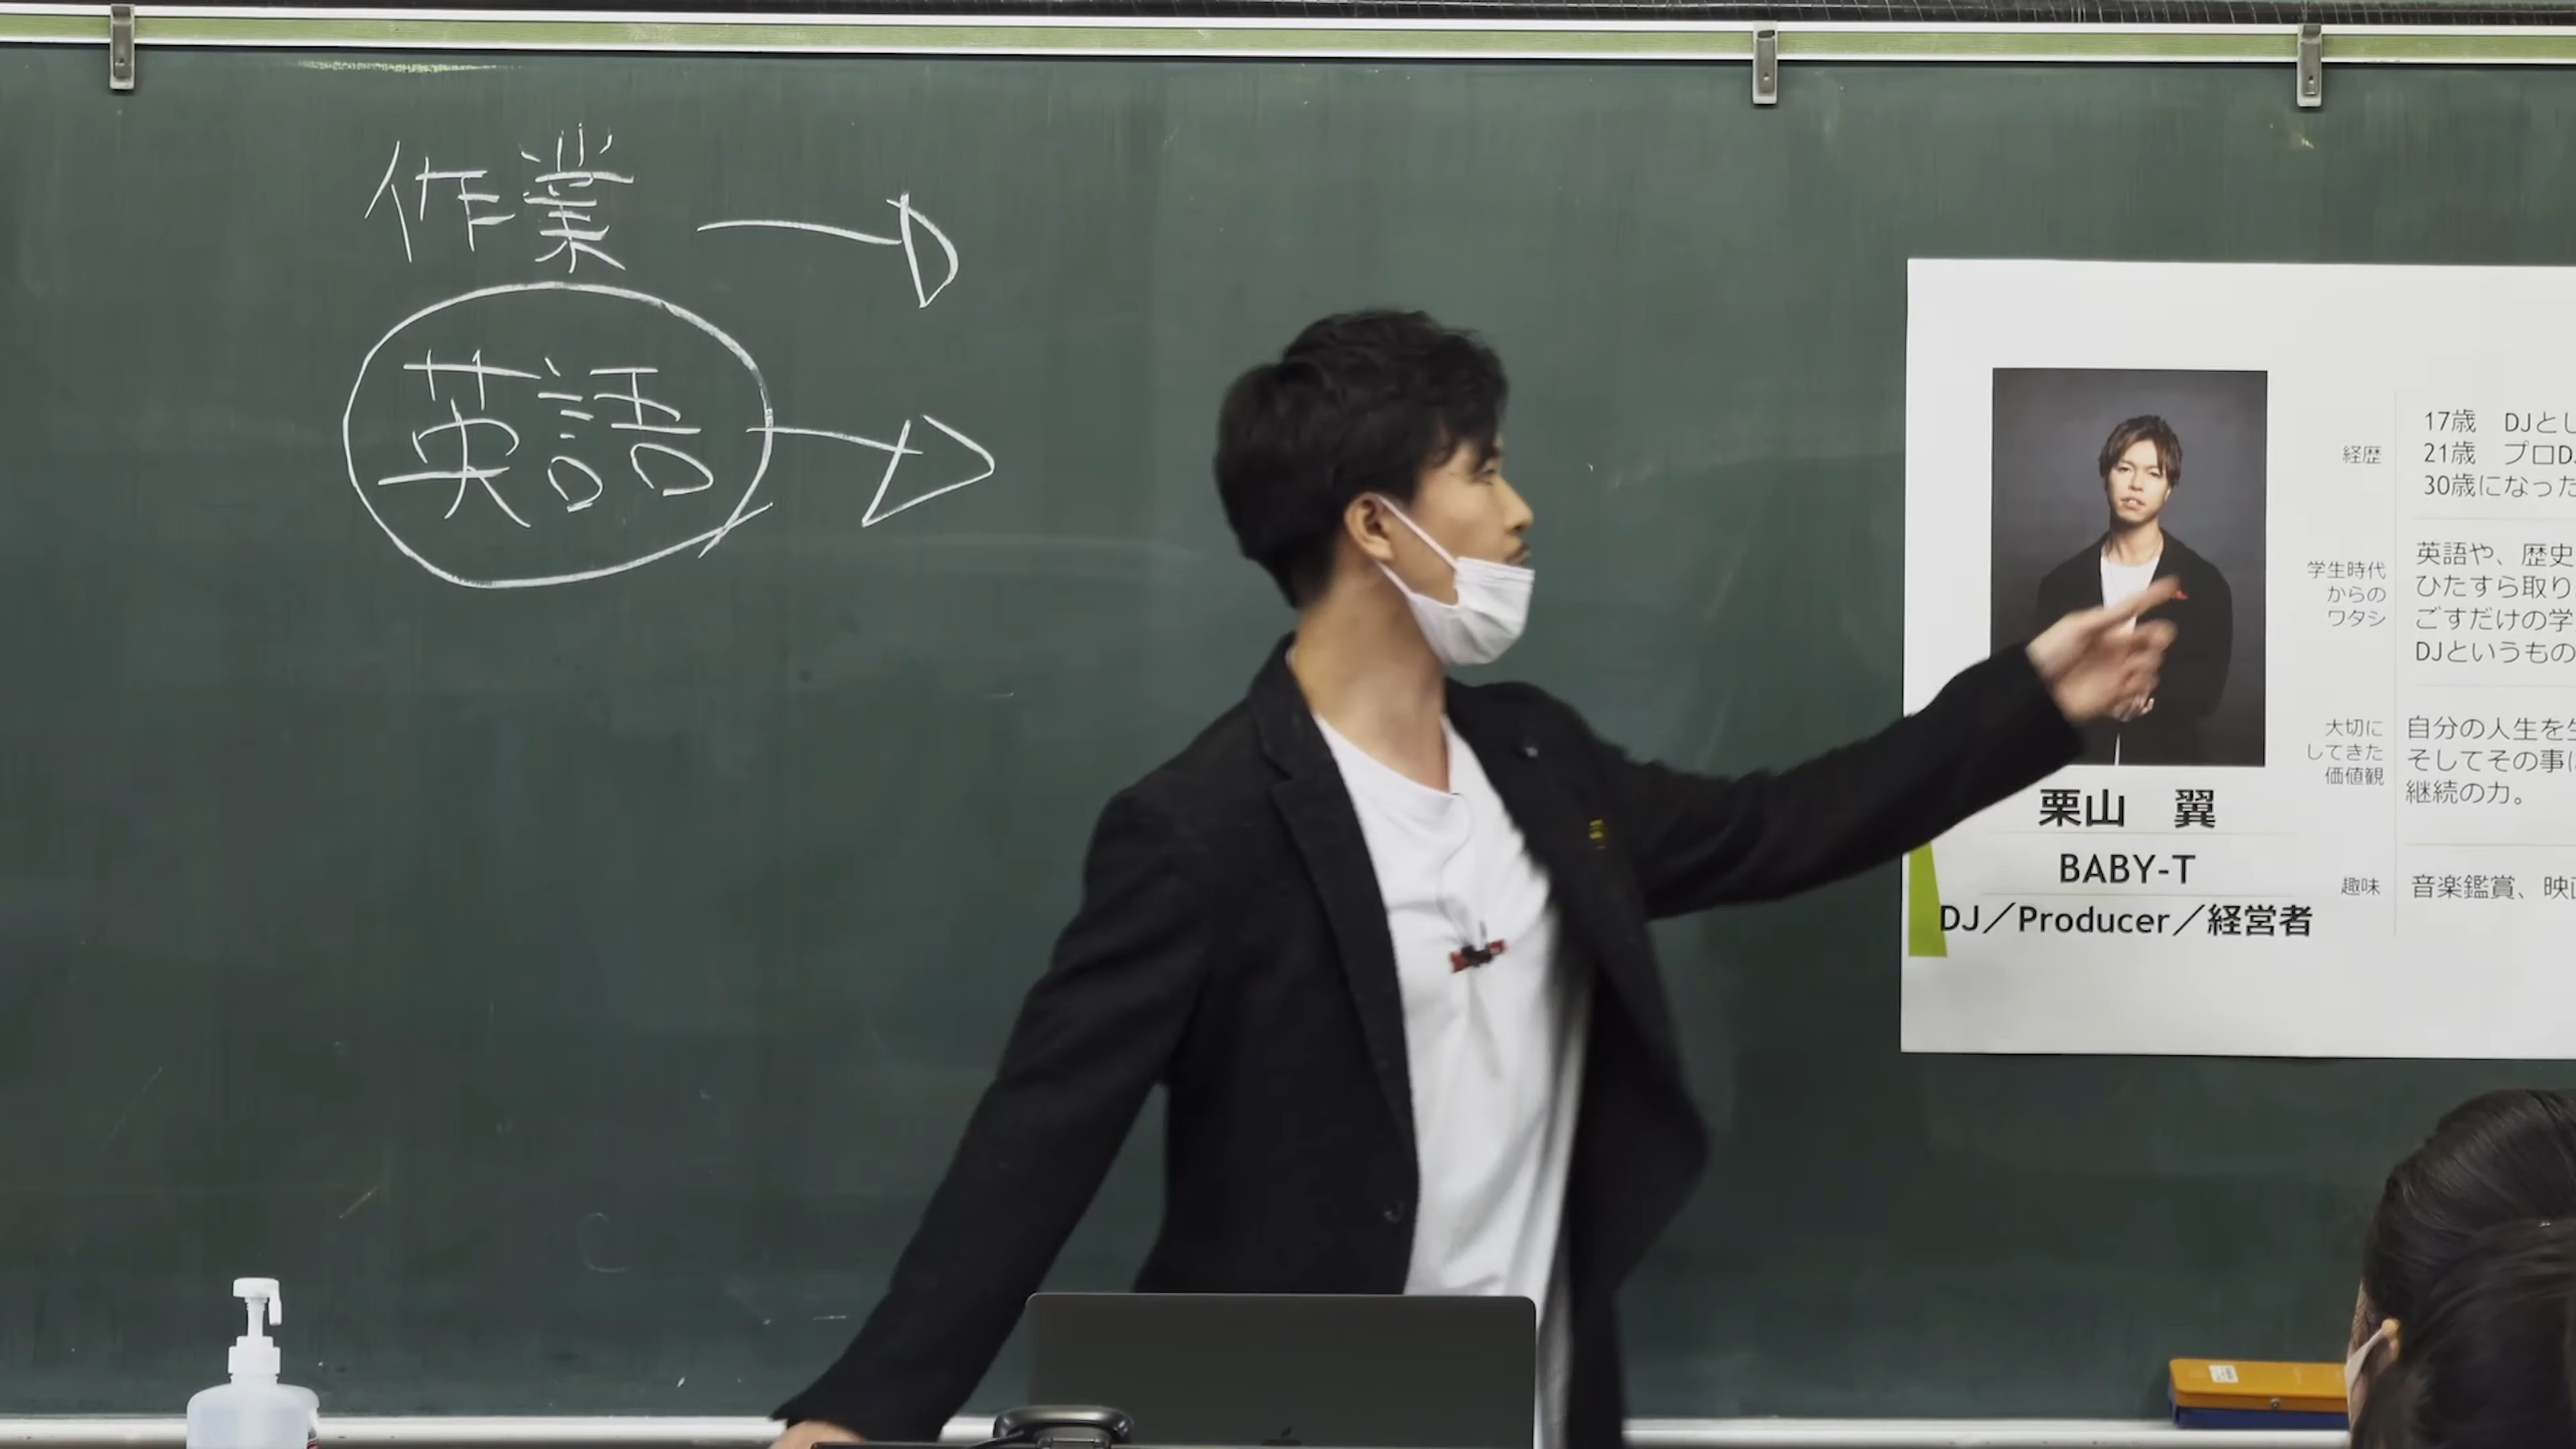 作業
英語
経歴
17歳　DJとし
21歳　プロDJ
30歳になった
学生時代
からの
ワタシ
英語や、歴史
ひたすら取り
ごすだけの学
DJというもの
大切に
してきた
価値観
自分の人生を生
そしてその事に
継続の力。
趣味
音楽鑑賞、映画
栗山　翼
BABY-T
DJ／Producer／経営者